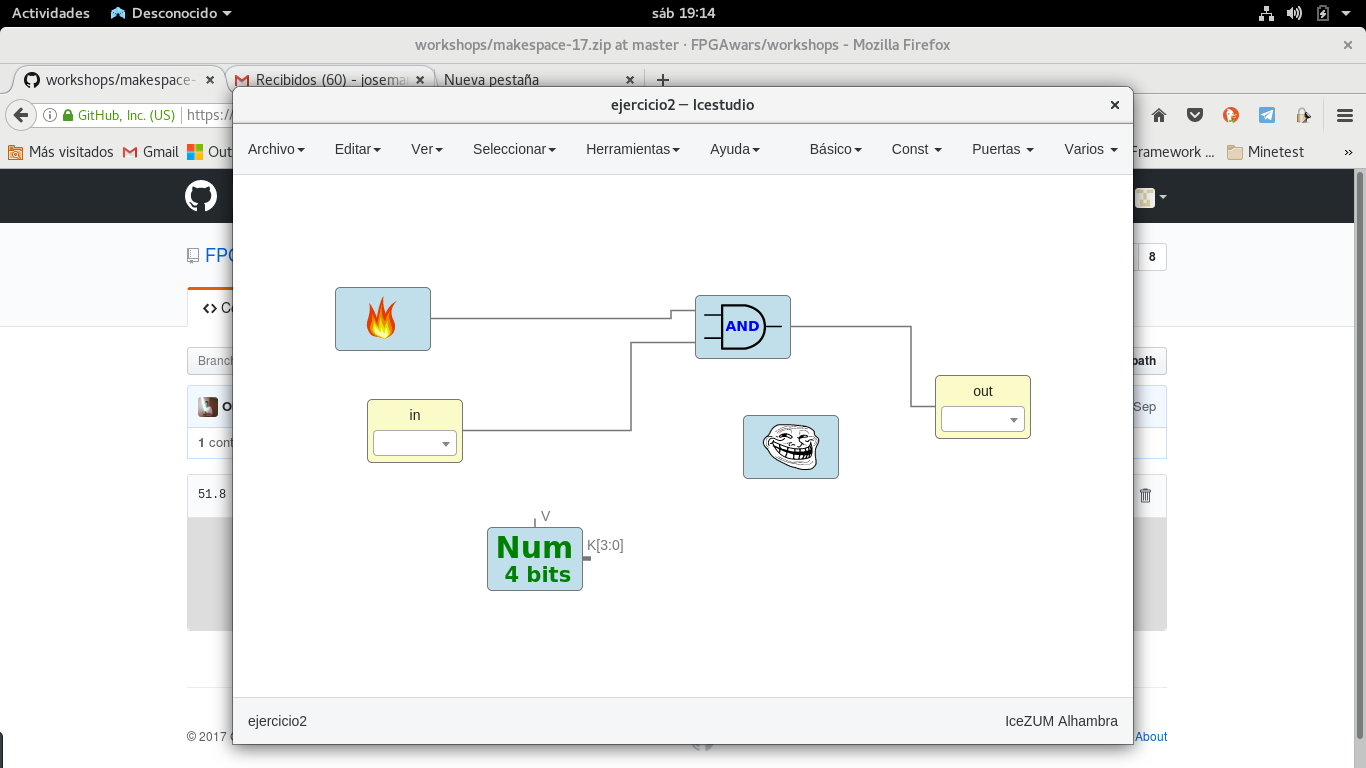 Actividades Desconocido sáb 19:14
workshops/makespace-17.zip at master · FPGAwars/workshops - Mozilla Firefox
workshops/makespace- Recibidos (60) - josema Nueva pestaña
GitHub, Inc. (US) https://
Más visitados Gmail Out Framework ... Minetest
ejercicio2 — Icestudio
Archivo Editar Ver Seleccionar Herramientas Ayuda Básico Const Puertas Varios
FPG 8
Branch path
Sep
1 cont
51.8
AND
in
out
V
Num K[3:0]
4 bits
ejercicio2 IceZUM Alhambra
© 2017 About